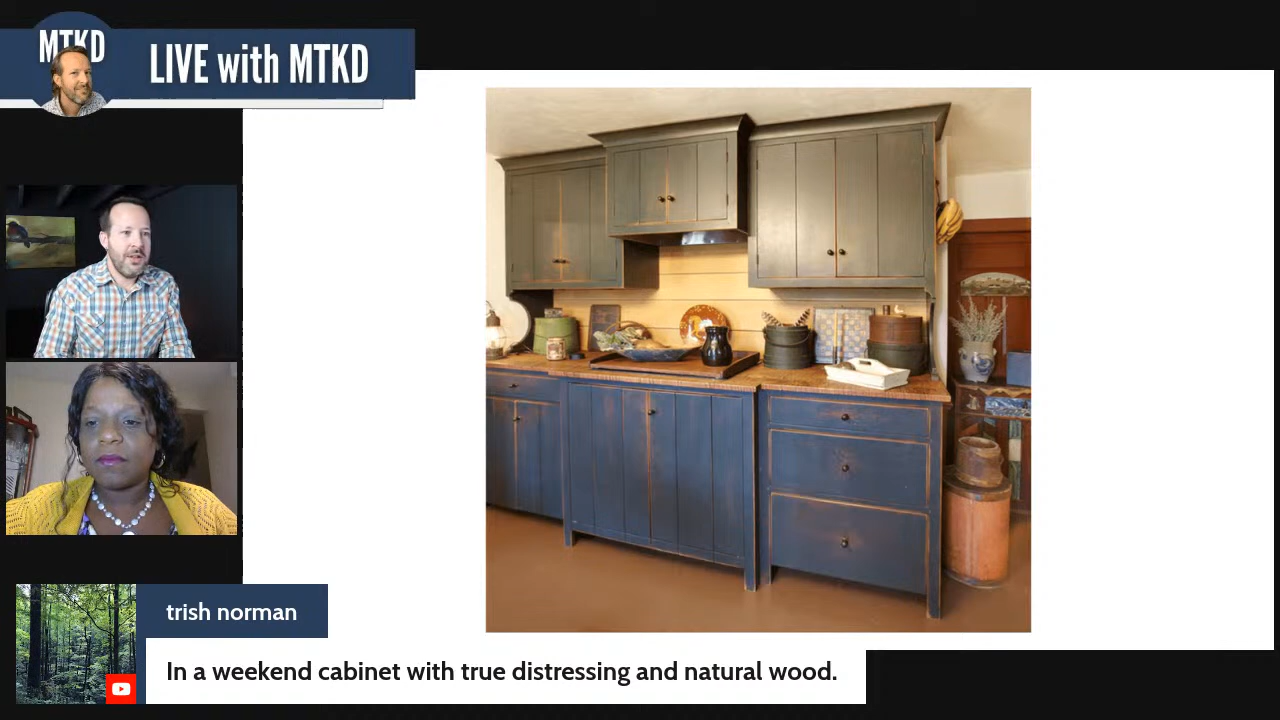 MTKD
LIVE with MTKD
trish norman
In a weekend cabinet with true distressing and natural wood.